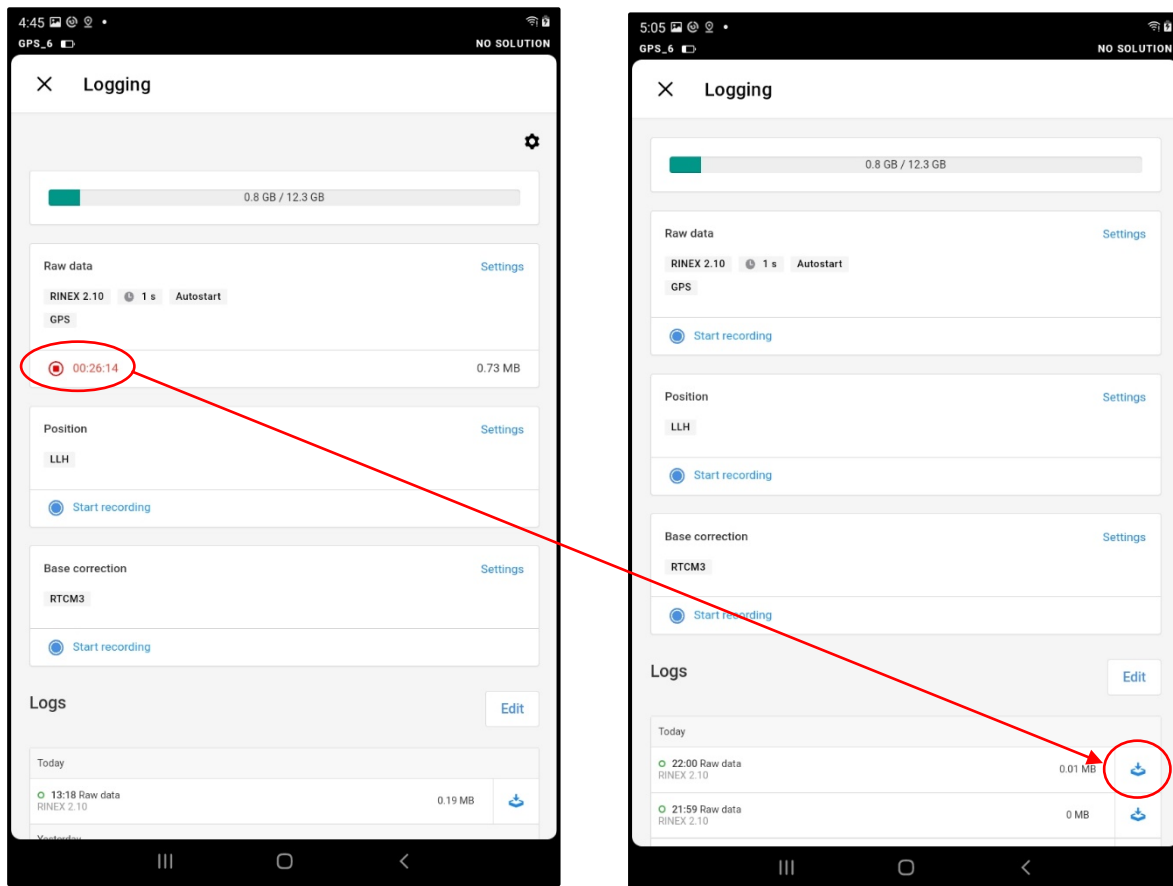 4:45
GPS_6 NO SOLUTION
Logging
0.8 GB / 12.3 GB
Raw data Settings
RINEX 2.10 1 s Autostart
GPS
00:26:14 0.73 MB
Position Settings
LLH
Start recording
Base correction Settings
RTCM3
Start recording
Logs Edit
Today
13:18 Raw data
RINEX 2.10
0.19 MB
Yesterday
5:05
GPS_6 NO SOLUTION
Logging
0.8 GB / 12.3 GB
Raw data Settings
RINEX 2.10 1 s Autostart
GPS
Start recording
Position Settings
LLH
Start recording
Base correction Settings
RTCM3
Start recording
Logs Edit
Today
22:00 Raw data
RINEX 2.10
0.01 MB
21:59 Raw data
RINEX 2.10
0 MB